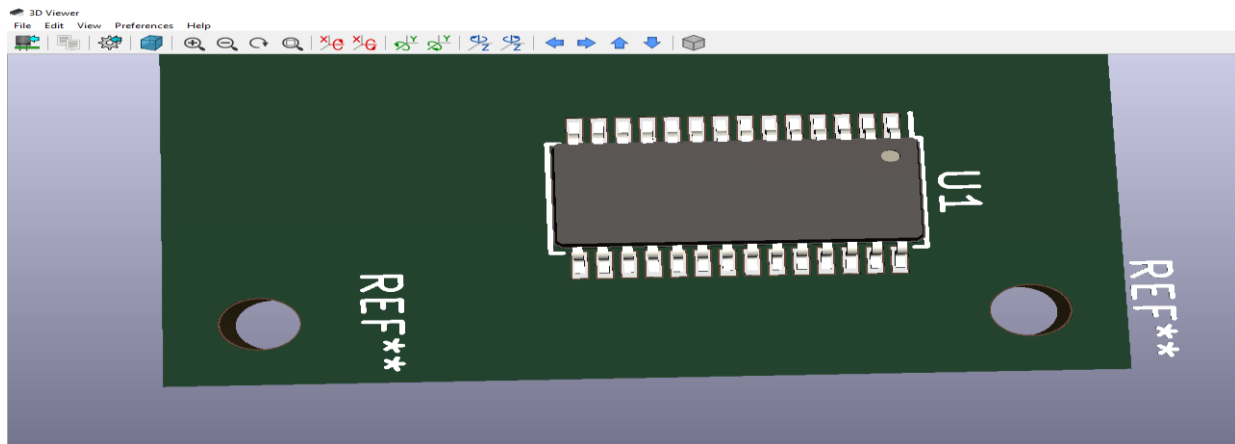 3D Viewer
File Edit View Preferences Help
U1
REF**
REF**